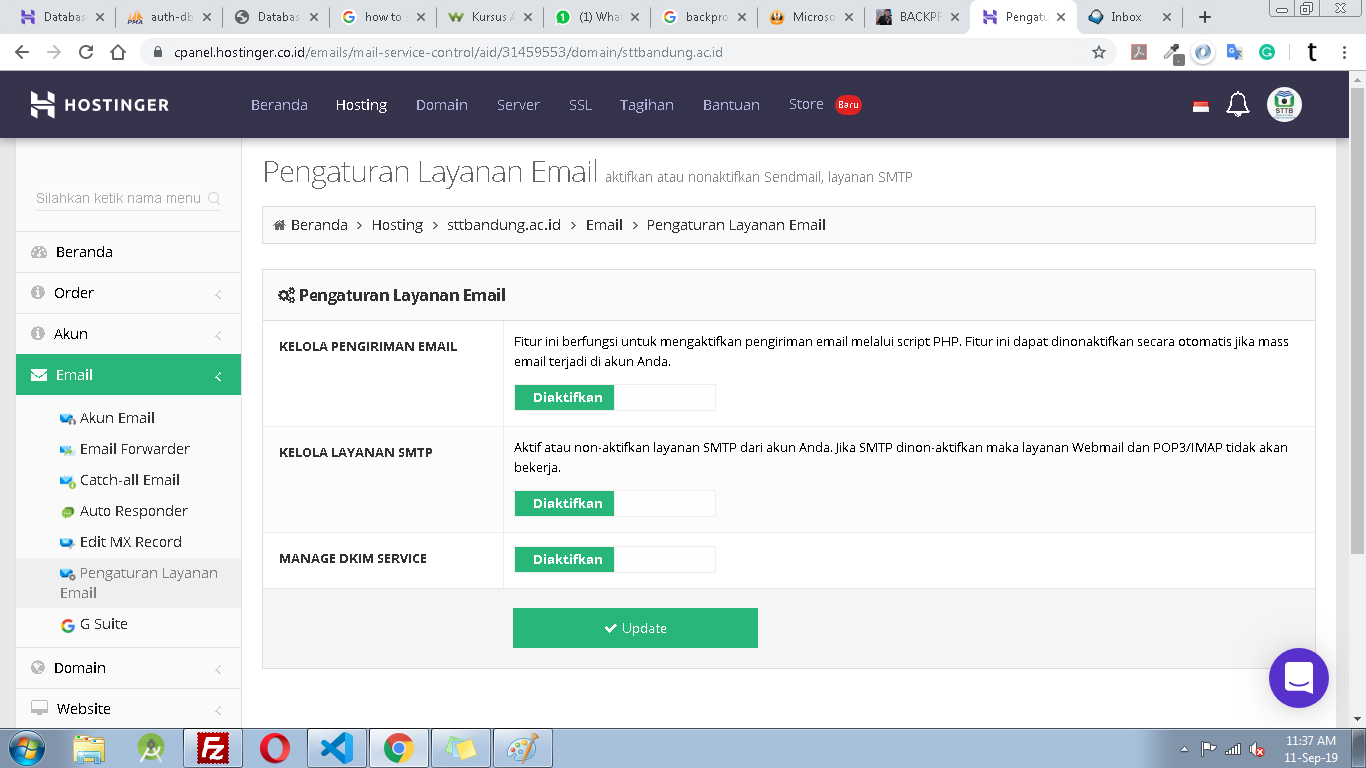 Databas
auth-db
Databas
how to s
Kursus A
(1) What
backpro
Micros
BACKPR
Pengatu
Inbox
cpanel.hostinger.co.id/emails/mail-service-control/aid/31459553/domain/sttbandung.ac.id
HOSTINGER
Beranda
Hosting
Domain
Server
SSL
Tagihan
Bantuan
Store
Baru
STTB
Silahkan ketik nama menu
Beranda
Order
Akun
Email
Akun Email
Email Forwarder
Catch-all Email
Auto Responder
Edit MX Record
Pengaturan Layanan
Email
G Suite
Domain
Website
Pengaturan Layanan Email aktifkan atau nonaktifkan Sendmail, layanan SMTP
Beranda > Hosting > sttbandung.ac.id > Email > Pengaturan Layanan Email
Pengaturan Layanan Email
KELOLA PENGIRIMAN EMAIL
Fitur ini berfungsi untuk mengaktifkan pengiriman email melalui script PHP. Fitur ini dapat dinonaktifkan secara otomatis jika mass
email terjadi di akun Anda.
Diaktifkan
KELOLA LAYANAN SMTP
Aktif atau non-aktifkan layanan SMTP dari akun Anda. Jika SMTP dinon-aktifkan maka layanan Webmail dan POP3/IMAP tidak akan
bekerja.
Diaktifkan
MANAGE DKIM SERVICE
Diaktifkan
Update
11:37 AM
11-Sep-19